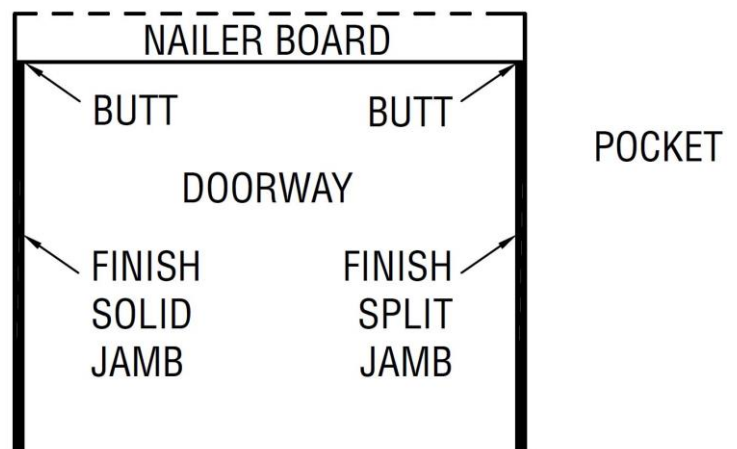 NAILER BOARD
BUTT
BUTT
POCKET
DOORWAY
FINISH
SOLID
JAMB
FINISH
SPLIT
JAMB